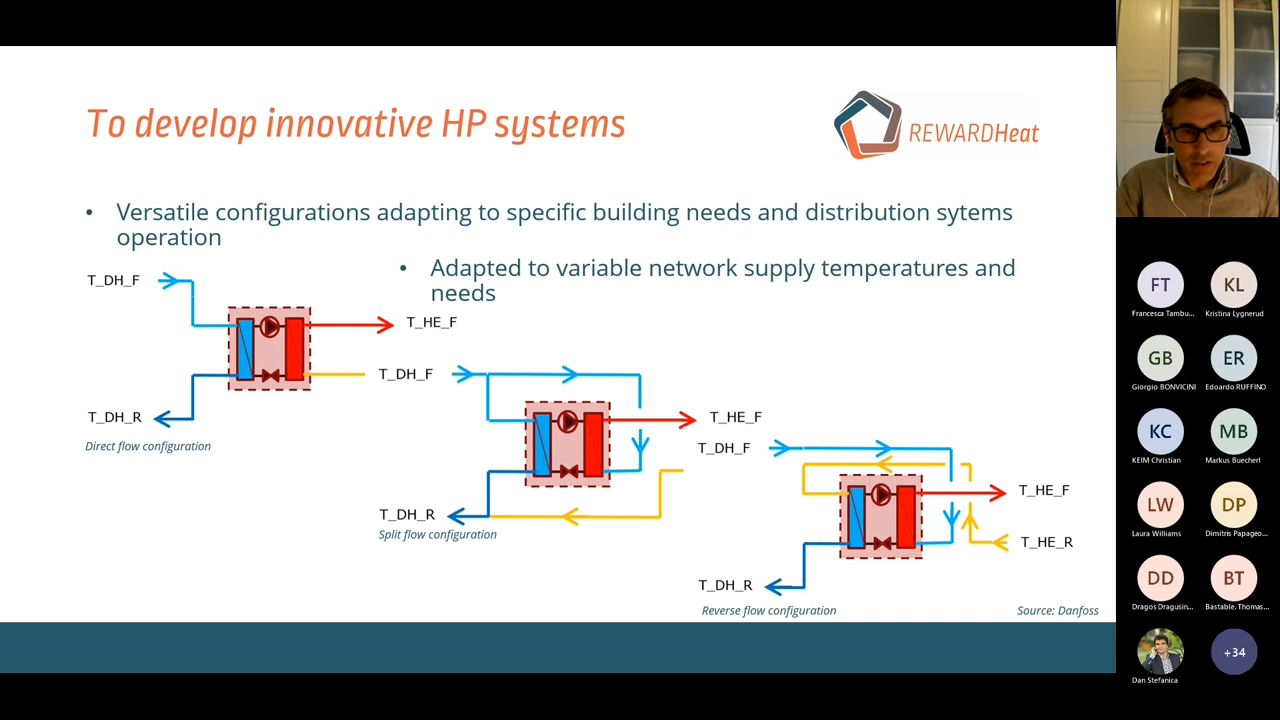 To develop innovative HP systems
REWARDHeat
• Versatile configurations adapting to specific building needs and distribution sytems
operation
• Adapted to variable network supply temperatures and
needs
T_DH_F
T_HE_F
T_DH_R
Direct flow configuration
T_DH_F
T_HE_F
T_DH_R
Split flow configuration
T_DH_F
T_HE_F
T_HE_R
T_DH_R
Reverse flow configuration
Source: Danfoss
FT
Francesca Tambu...
KL
Kristina Lygnerud
GB
Giorgio BONVICINI
ER
Edoardo RUFFINO
KC
KEIM Christian
MB
Markus Buecherl
LW
Laura Williams
DP
Dimitris Papageo...
DD
Dragos Dragusin...
BT
Bastable, Thomas...
Dan Stefanica
+34